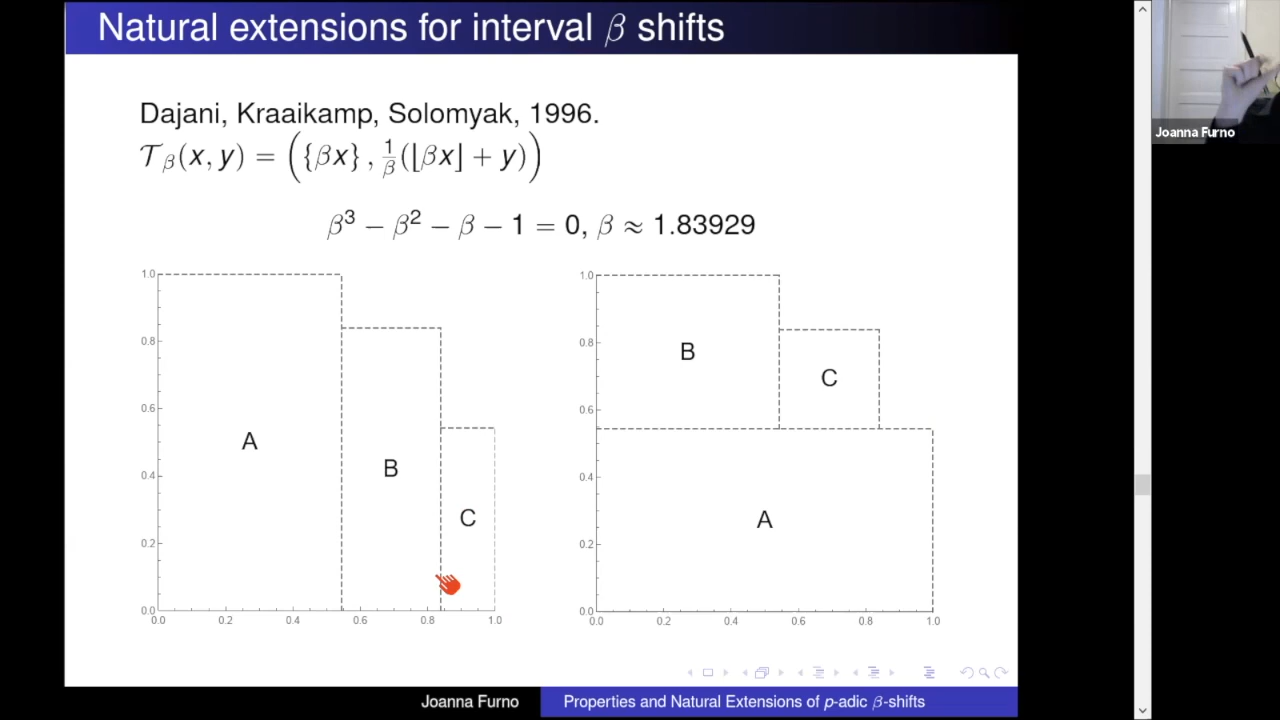 Natural extensions for interval β shifts
Joanna Furno
Dajani, Kraaikamp, Solomyak, 1996.
𝒯_β(x, y) = ({βx}, 1/β(⌊βx⌋ + y))
β³ − β² − β − 1 = 0, β ≈ 1.83929
1.0
0.8
0.6
0.4
0.2
0.0
0.0 0.2 0.4 0.6 0.8 1.0
A
B
C
1.0
0.8
0.6
0.4
0.2
0.0
0.0 0.2 0.4 0.6 0.8 1.0
B
C
A
Joanna Furno
Properties and Natural Extensions of p-adic β-shifts